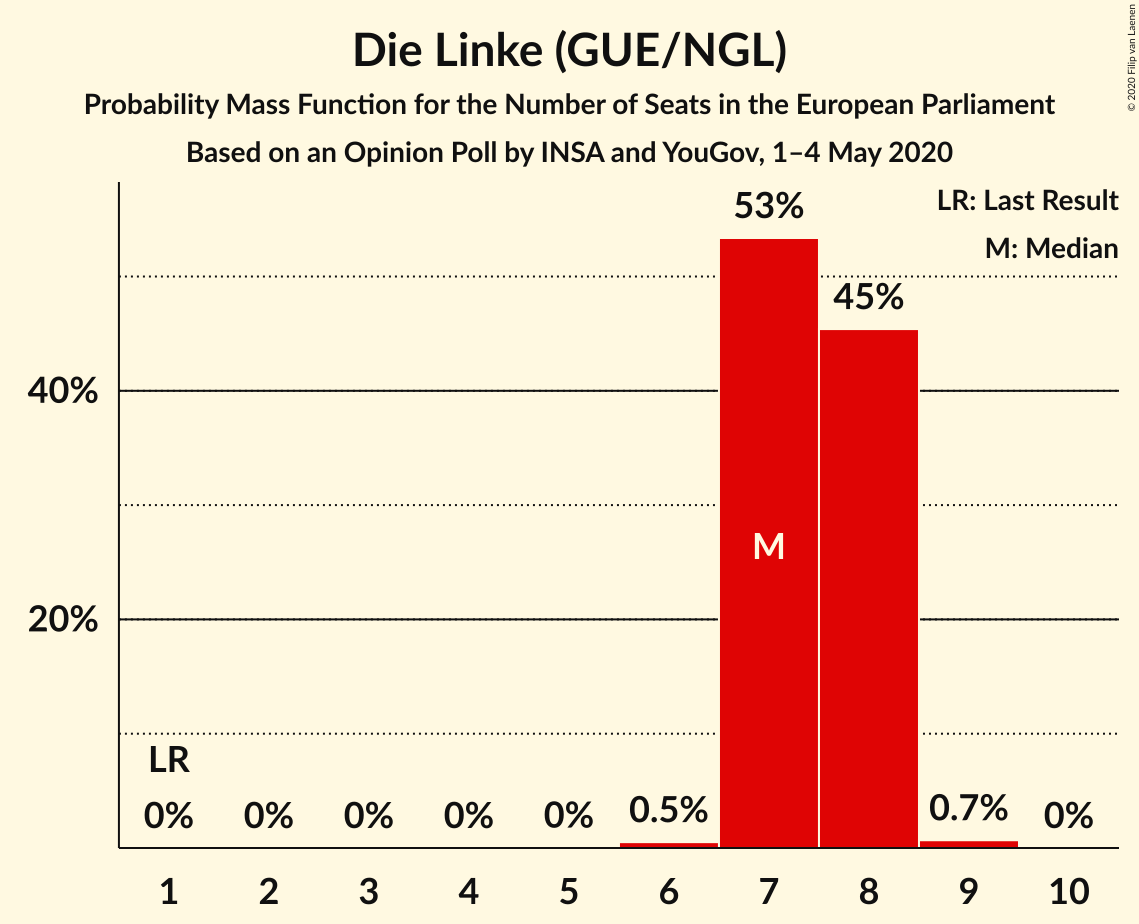 Die Linke (GUE/NGL)
Probability Mass Function for the Number of Seats in the European Parliament
Based on an Opinion Poll by INSA and YouGov, 1–4 May 2020
© 2020 Filip van Laenen
LR: Last Result
M: Median
53%
45%
40%
M
20%
LR
0%
0%
0%
0%
0%
0.5%
0.7%
0%
1
2
3
4
5
6
7
8
9
10